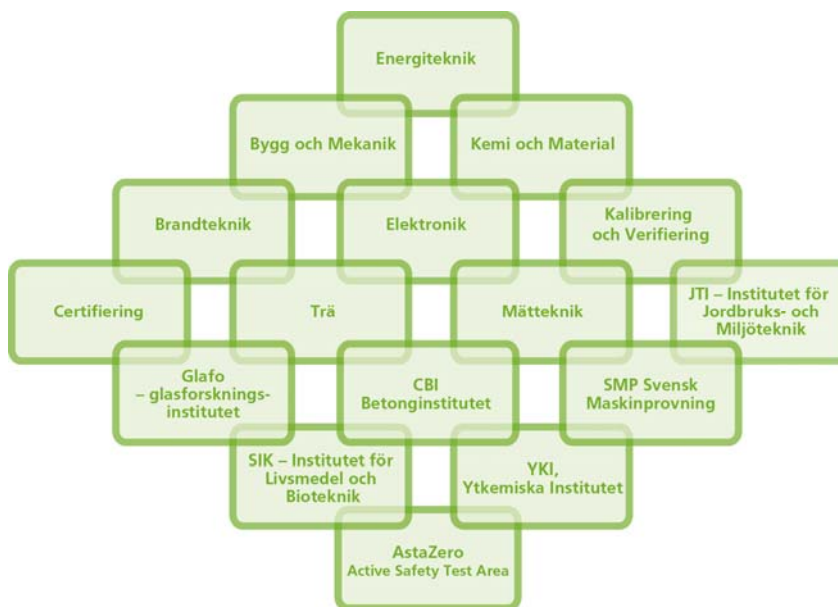 Energiteknik
Bygg och Mekanik
Kemi och Material
Brandteknik
Elektronik
Kalibrering
och Verifiering
Certifiering
Trä
Mätteknik
JTI – Institutet för
Jordbruks- och
Miljöteknik
Glafo
– glasforsknings-
institutet
CBI
Betonginstitutet
SMP Svensk
Maskinprovning
SIK – Institutet för
Livsmedel och
Bioteknik
YKI,
Ytkemiska Institutet
AstaZero
Active Safety Test Area